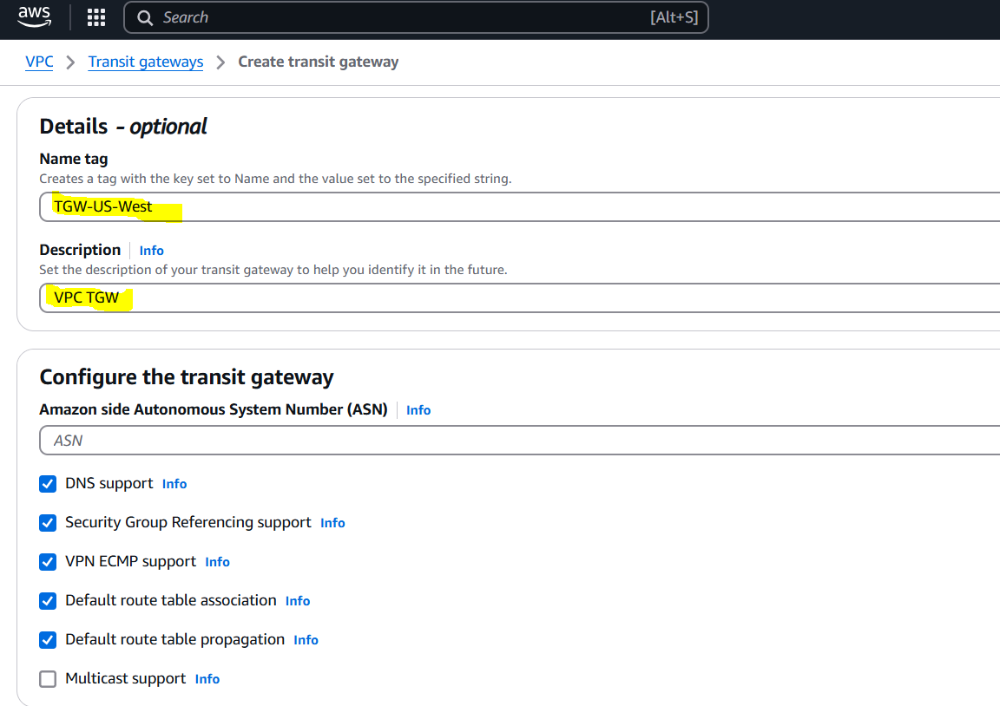 aws
Search [Alt+S]
VPC > Transit gateways > Create transit gateway
Details - optional
Name tag
Creates a tag with the key set to Name and the value set to the specified string.
TGW-US-West
Description Info
Set the description of your transit gateway to help you identify it in the future.
VPC TGW
Configure the transit gateway
Amazon side Autonomous System Number (ASN) Info
ASN
DNS support Info
Security Group Referencing support Info
VPN ECMP support Info
Default route table association Info
Default route table propagation Info
Multicast support Info